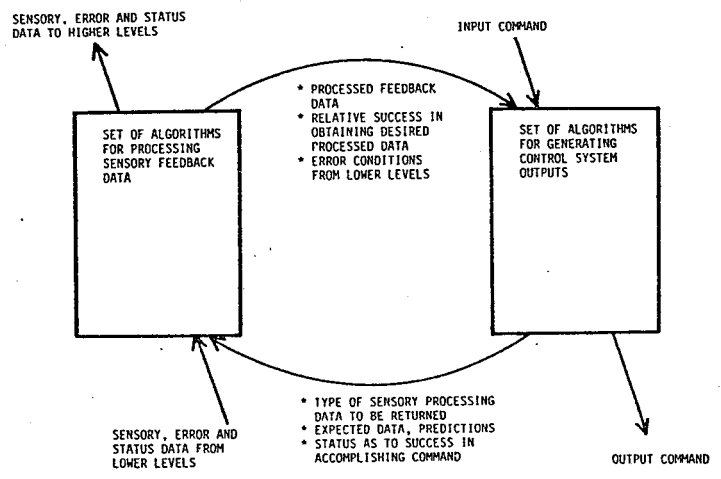 SENSORY, ERROR AND STATUS
DATA TO HIGHER LEVELS
INPUT COMMAND
* PROCESSED FEEDBACK
DATA
* RELATIVE SUCCESS IN
OBTAINING DESIRED
PROCESSED DATA
* ERROR CONDITIONS
FROM LOWER LEVELS
SET OF ALGORITHMS
FOR PROCESSING
SENSORY FEEDBACK
DATA
SET OF ALGORITHMS
FOR GENERATING
CONTROL SYSTEM
OUTPUTS
* TYPE OF SENSORY PROCESSING
DATA TO BE RETURNED
* EXPECTED DATA, PREDICTIONS
* STATUS AS TO SUCCESS IN
ACCOMPLISHING COMMAND
SENSORY, ERROR AND
STATUS DATA FROM
LOWER LEVELS
OUTPUT COMMAND